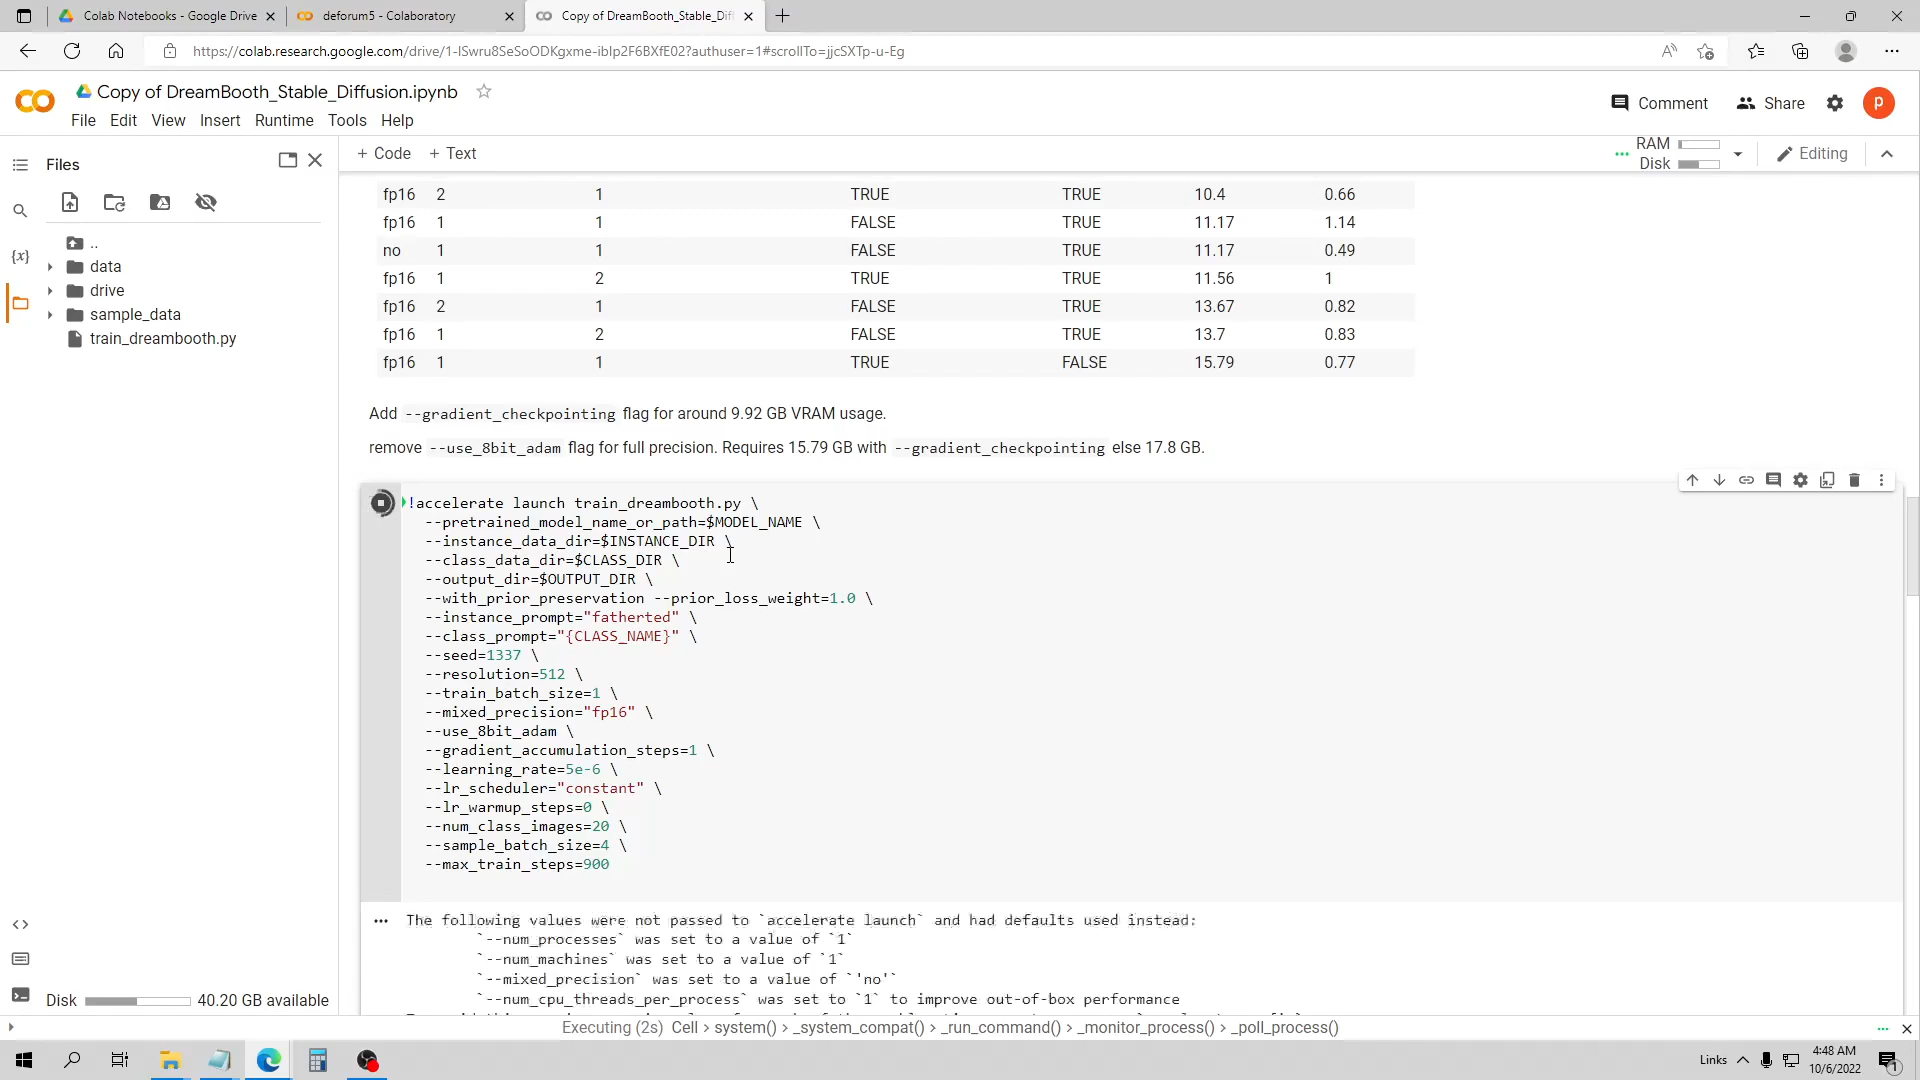 Colab Notebooks - Google Drive
deforum5 - Colaboratory
Copy of DreamBooth_Stable_Dif
https://colab.research.google.com/drive/1-ISwru8SeSoODKgxme-ibIp2F6BXfE02?authuser=1#scrollTo=jjcSXTp-u-Eg
Copy of DreamBooth_Stable_Diffusion.ipynb
Comment Share P
File Edit View Insert Runtime Tools Help
Files
+ Code + Text
RAM
Disk
Editing
..
data
drive
sample_data
train_dreambooth.py
fp16 2 1 TRUE TRUE 10.4 0.66
fp16 1 1 FALSE TRUE 11.17 1.14
no 1 1 FALSE TRUE 11.17 0.49
fp16 1 2 TRUE TRUE 11.56 1
fp16 2 1 FALSE TRUE 13.67 0.82
fp16 1 2 FALSE TRUE 13.7 0.83
fp16 1 1 TRUE FALSE 15.79 0.77
Add --gradient_checkpointing flag for around 9.92 GB VRAM usage.
remove --use_8bit_adam flag for full precision. Requires 15.79 GB with --gradient_checkpointing else 17.8 GB.
!accelerate launch train_dreambooth.py \
--pretrained_model_name_or_path=$MODEL_NAME \
--instance_data_dir=$INSTANCE_DIR \
--class_data_dir=$CLASS_DIR \
--output_dir=$OUTPUT_DIR \
--with_prior_preservation --prior_loss_weight=1.0 \
--instance_prompt="fatherted" \
--class_prompt="{CLASS_NAME}" \
--seed=1337 \
--resolution=512 \
--train_batch_size=1 \
--mixed_precision="fp16" \
--use_8bit_adam \
--gradient_accumulation_steps=1 \
--learning_rate=5e-6 \
--lr_scheduler="constant" \
--lr_warmup_steps=0 \
--num_class_images=20 \
--sample_batch_size=4 \
--max_train_steps=900
The following values were not passed to `accelerate launch` and had defaults used instead:
`--num_processes` was set to a value of `1`
`--num_machines` was set to a value of `1`
`--mixed_precision` was set to a value of `'no'`
`--num_cpu_threads_per_process` was set to `1` to improve out-of-box performance
Disk 40.20 GB available
Executing (2s) Cell > system() > _system_compat() > _run_command() > _monitor_process() > _poll_process()
Links
4:48 AM
10/6/2022
1